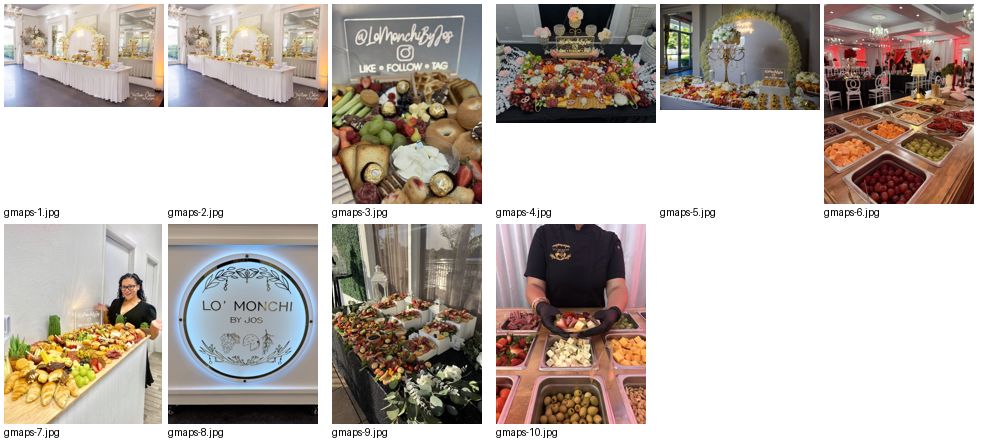 @LoMonchiByJos
LIKE • FOLLOW • TAG
gmaps-1.jpg
gmaps-2.jpg
gmaps-3.jpg
gmaps-4.jpg
gmaps-5.jpg
gmaps-6.jpg
LO' MONCHI
BY JOS
gmaps-7.jpg
gmaps-8.jpg
gmaps-9.jpg
gmaps-10.jpg